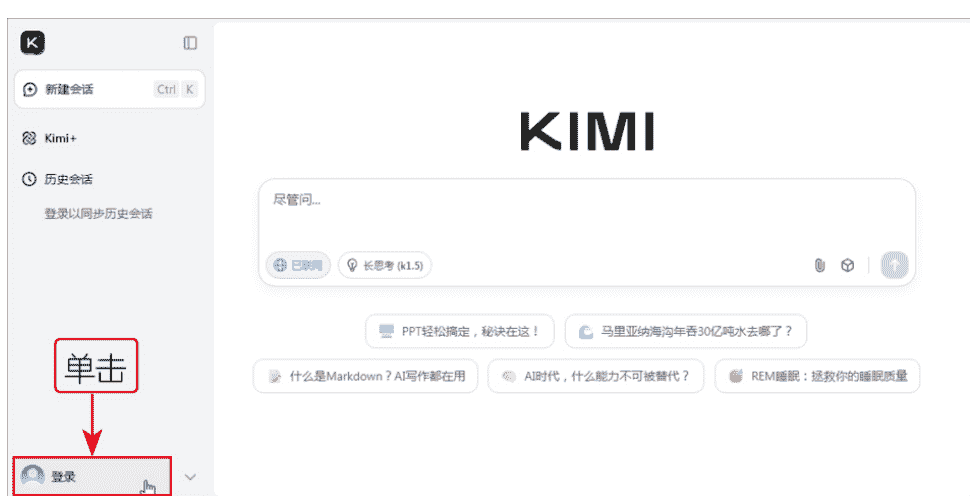 K
新建会话 Ctrl K
Kimi+
历史会话
登录以同步历史会话
单击
登录
KIMI
尽管问...
已联网 长思考 (k1.5)
PPT轻松搞定，秘诀在这！ 马里亚纳海沟年吞30亿吨水去哪了？
什么是Markdown？AI写作都在用 AI时代，什么能力不可被替代？ REM睡眠：拯救你的睡眠质量